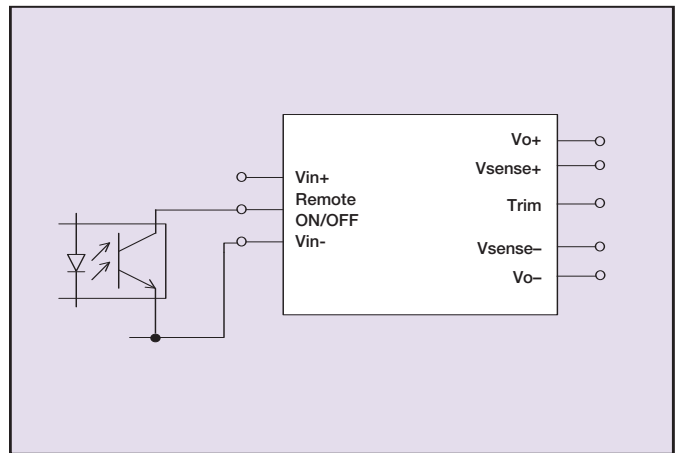 Vin+
Remote
ON/OFF
Vin-
Vo+
Vsense+
Trim
Vsense–
Vo–